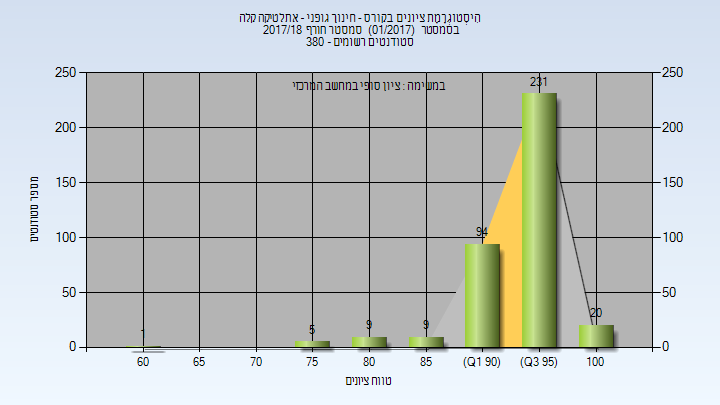 היסטוגרמת ציונים בקורס - חינוך גופני - אתלטיקה קלה
בסמסטר (01/2017) סמסטר חורף 2017/18
סטודנטים רשומים - 380
במשימה : ציון סופי במחשב המרכזי
מספר סטודנטים
250 250
200 200
150 150
100 100
50 50
0 0
1 5 9 9 94 231 20
60 65 70 75 80 85 (Q1 90) (Q3 95) 100
טווח ציונים